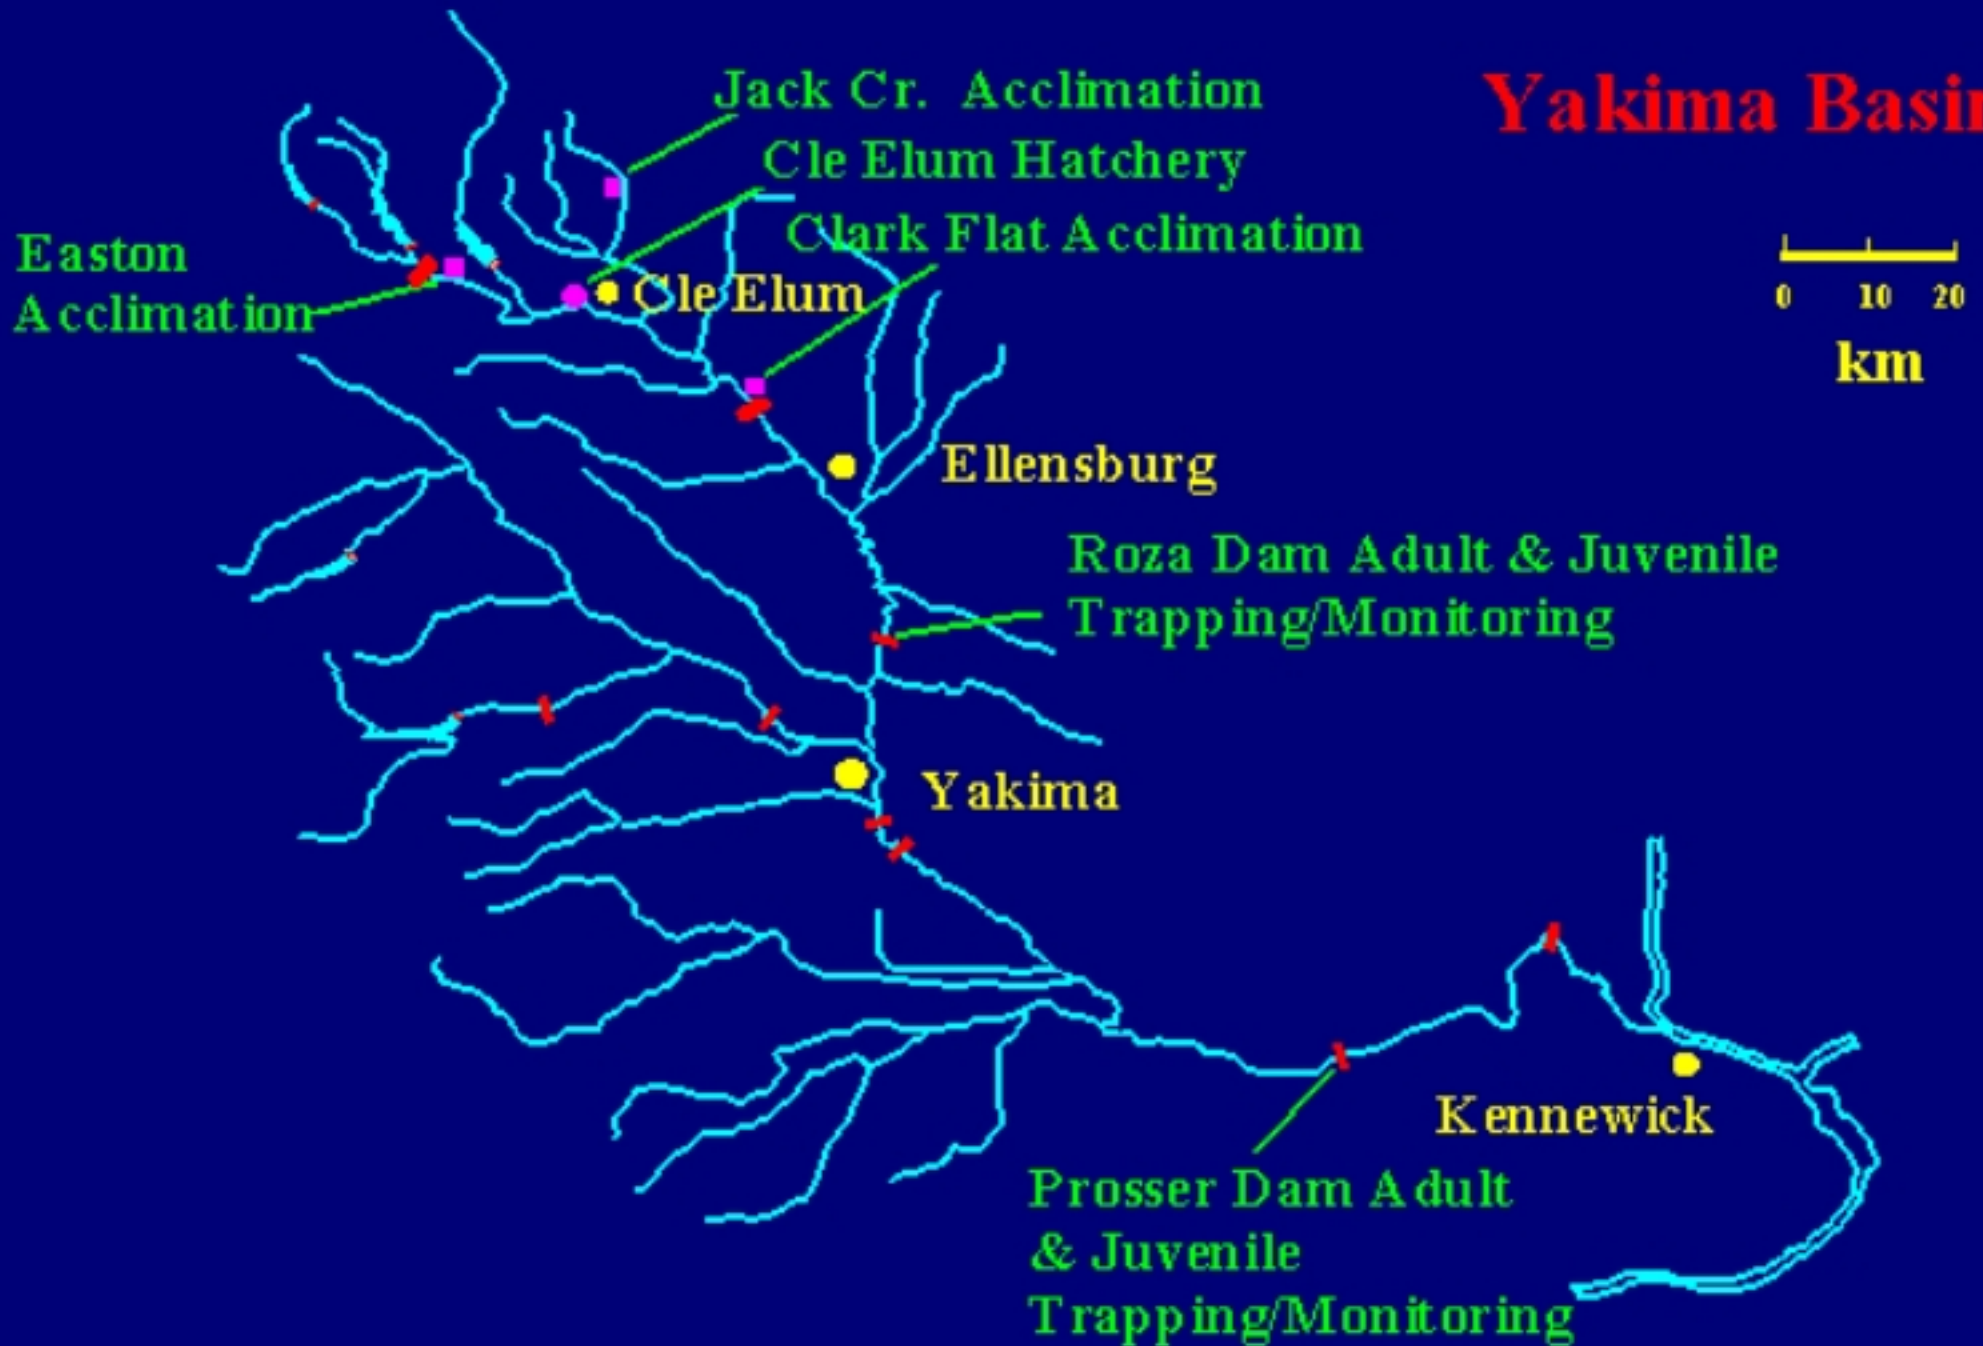 Jack Cr. Acclimation
Yakima Basin
Cle Elum Hatchery
Clark Flat Acclimation
Easton
Acclimation
Cle Elum
0 10 20
km
Ellensburg
Roza Dam Adult & Juvenile
Trapping/Monitoring
Yakima
Kennewick
Prosser Dam Adult
& Juvenile
Trapping/Monitoring